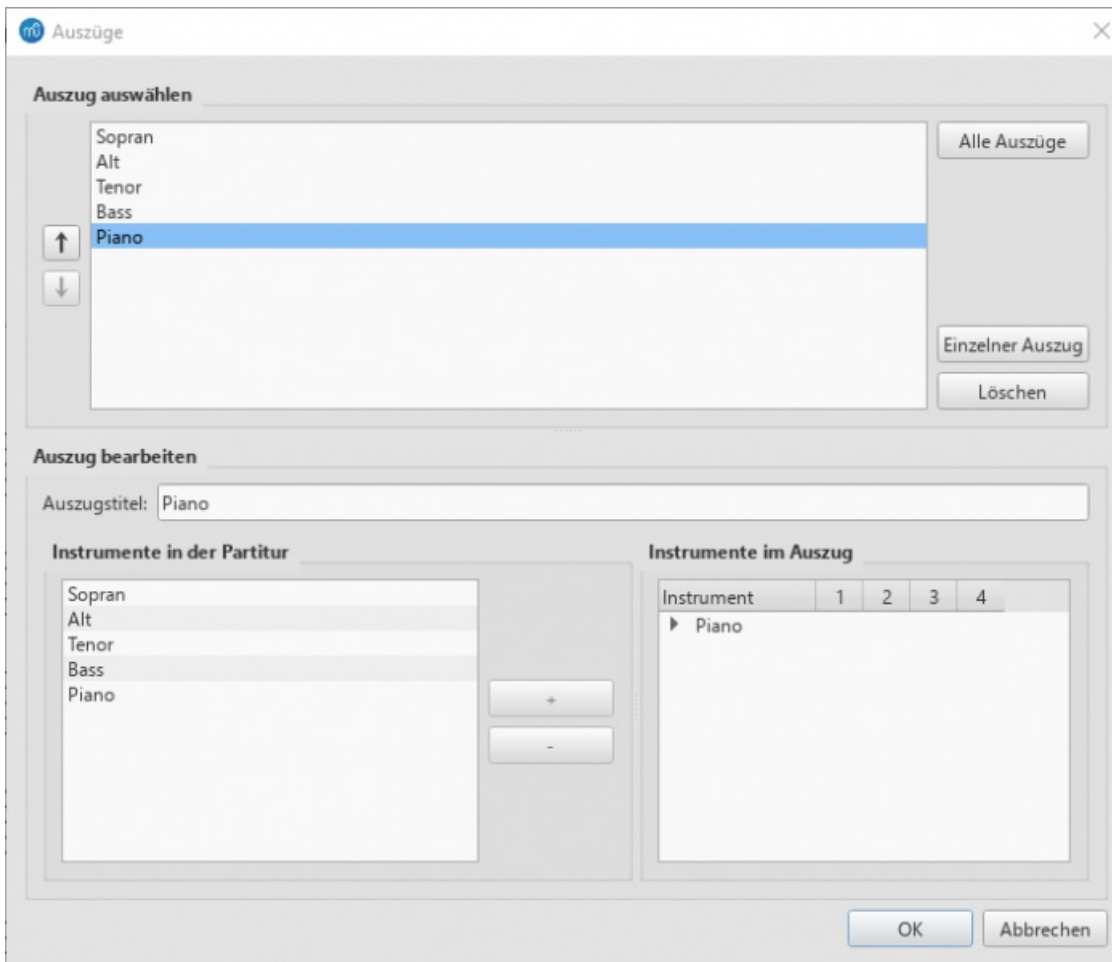 Auszüge
Auszug auswählen
Sopran
Alt
Tenor
Bass
Piano
Alle Auszüge
Einzelner Auszug
Löschen
Auszug bearbeiten
Auszugstitel: Piano
Instrumente in der Partitur
Sopran
Alt
Tenor
Bass
Piano
+
-
Instrumente im Auszug
Instrument 1 2 3 4
Piano
OK Abbrechen